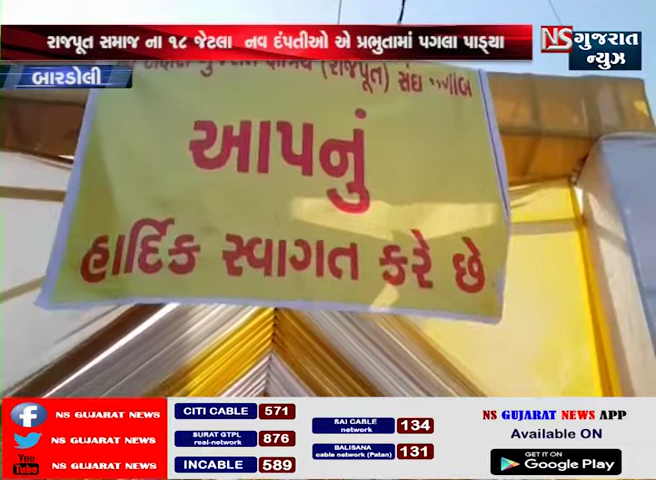 રાજપૂત સમાજ ના ૧૮ જેટલા નવ દંપતીઓ એ પ્રભુતામાં પગલા પાડ્યા
NS ગુજરાત
ન્યુઝ
બારડોલી
(રાજપૂત) સંઘ
આપનું
હાર્દિક સ્વાગત કરે છે
NS GUJARAT NEWS
NS GUJARAT NEWS
You Tube NS GUJARAT NEWS
CITI CABLE 571
SURAT GTPL real-network 876
INCABLE 589
SAI CABLE network 134
BALISANA cable network (Patan) 131
NS GUJARAT NEWS APP
Available ON
GET IT ON
Google Play